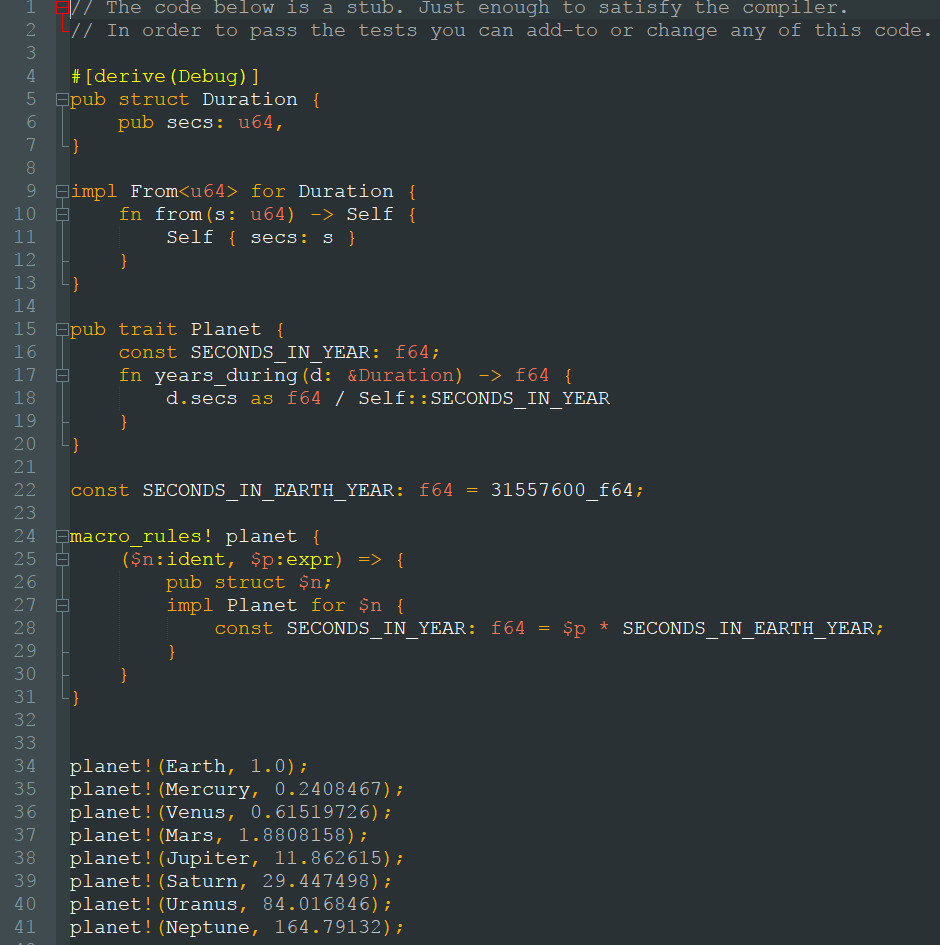 1 // The code below is a stub. Just enough to satisfy the compiler.
2 // In order to pass the tests you can add-to or change any of this code.
3
4 #[derive(Debug)]
5 pub struct Duration {
6     pub secs: u64,
7 }
8
9 impl From<u64> for Duration {
10     fn from(s: u64) -> Self {
11         Self { secs: s }
12     }
13 }
14
15 pub trait Planet {
16     const SECONDS_IN_YEAR: f64;
17     fn years_during(d: &Duration) -> f64 {
18         d.secs as f64 / Self::SECONDS_IN_YEAR
19     }
20 }
21
22 const SECONDS_IN_EARTH_YEAR: f64 = 31557600_f64;
23
24 macro_rules! planet {
25     ($n:ident, $p:expr) => {
26         pub struct $n;
27         impl Planet for $n {
28             const SECONDS_IN_YEAR: f64 = $p * SECONDS_IN_EARTH_YEAR;
29         }
30     }
31 }
32
33
34 planet!(Earth, 1.0);
35 planet!(Mercury, 0.2408467);
36 planet!(Venus, 0.61519726);
37 planet!(Mars, 1.8808158);
38 planet!(Jupiter, 11.862615);
39 planet!(Saturn, 29.447498);
40 planet!(Uranus, 84.016846);
41 planet!(Neptune, 164.79132);